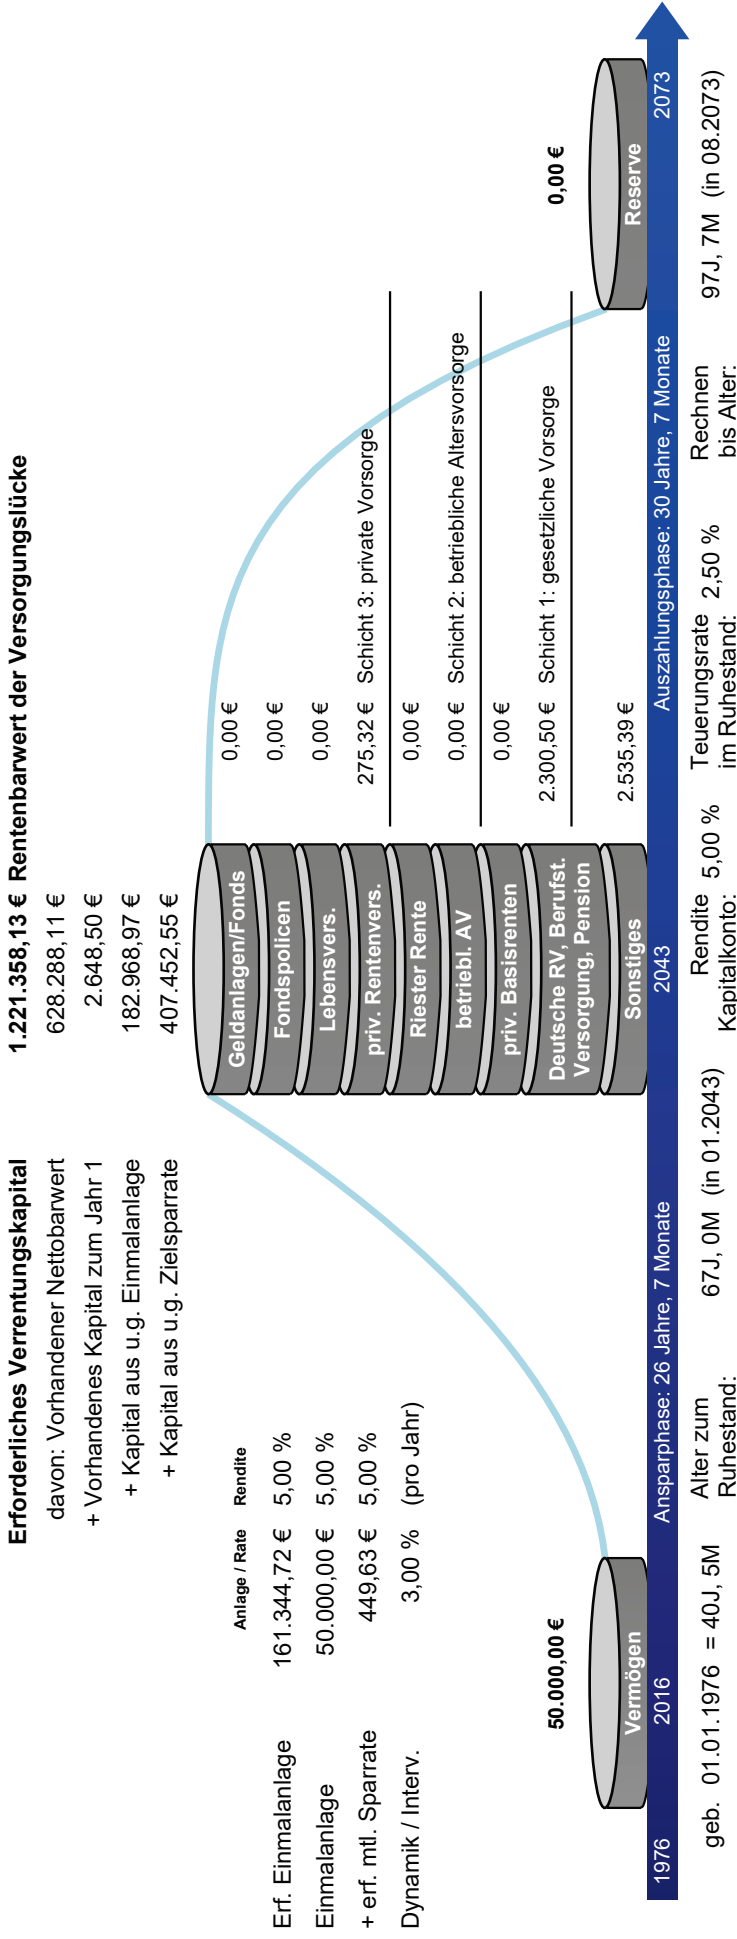 Erforderliches Verrentungskapital 1.221.358,13 € Rentenbarwert der Versorgungslücke
davon: Vorhandener Nettobarwert 628.288,11 €
+ Vorhandenes Kapital zum Jahr 1 2.648,50 €
+ Kapital aus u.g. Einmalanlage 182.968,97 €
+ Kapital aus u.g. Zielsparrate 407.452,55 €
Anlage / Rate Rendite
Erf. Einmalanlage 161.344,72 € 5,00 %
Einmalanlage 50.000,00 € 5,00 %
+ erf. mtl. Sparrate 449,63 € 5,00 %
Dynamik / Interv. 3,00 % (pro Jahr)
Geldanlagen/Fonds 0,00 €
Fondspolicen 0,00 €
Lebensvers. 0,00 €
priv. Rentenvers. 275,32 € Schicht 3: private Vorsorge
Riester Rente 0,00 €
betriebl. AV 0,00 € Schicht 2: betriebliche Altersvorsorge
priv. Basisrenten 0,00 €
Deutsche RV, Berufst.
Versorgung, Pension 2.300,50 € Schicht 1: gesetzliche Vorsorge
Sonstiges 2.535,39 €
50.000,00 €
Vermögen
0,00 €
Reserve
1976 2016 Ansparphase: 26 Jahre, 7 Monate 2043 Auszahlungsphase: 30 Jahre, 7 Monate 2073
geb. 01.01.1976 = 40J, 5M
Alter zum
Ruhestand:
67J, 0M (in 01.2043)
Rendite
Kapitalkonto:
5,00 %
Teuerungsrate
im Ruhestand:
2,50 %
Rechnen
bis Alter:
97J, 7M (in 08.2073)